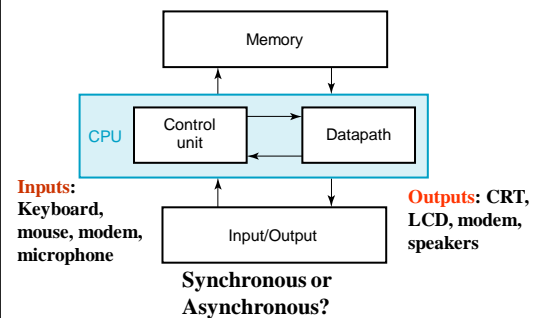 Memory
CPU
Control
unit
Datapath
Inputs:
Keyboard,
mouse, modem,
microphone
Input/Output
Outputs: CRT,
LCD, modem,
speakers
Synchronous or
Asynchronous?